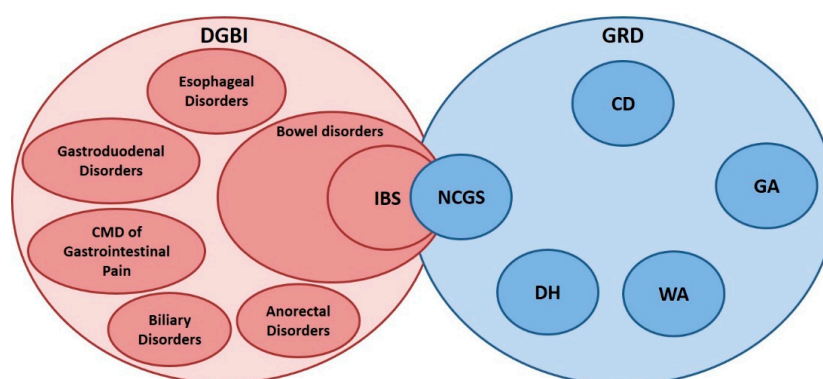 DGBI
Esophageal
Disorders
Bowel disorders
Gastroduodenal
Disorders
IBS
CMD of
Gastrointestinal
Pain
Biliary
Disorders
Anorectal
Disorders
GRD
CD
GA
NCGS
DH
WA